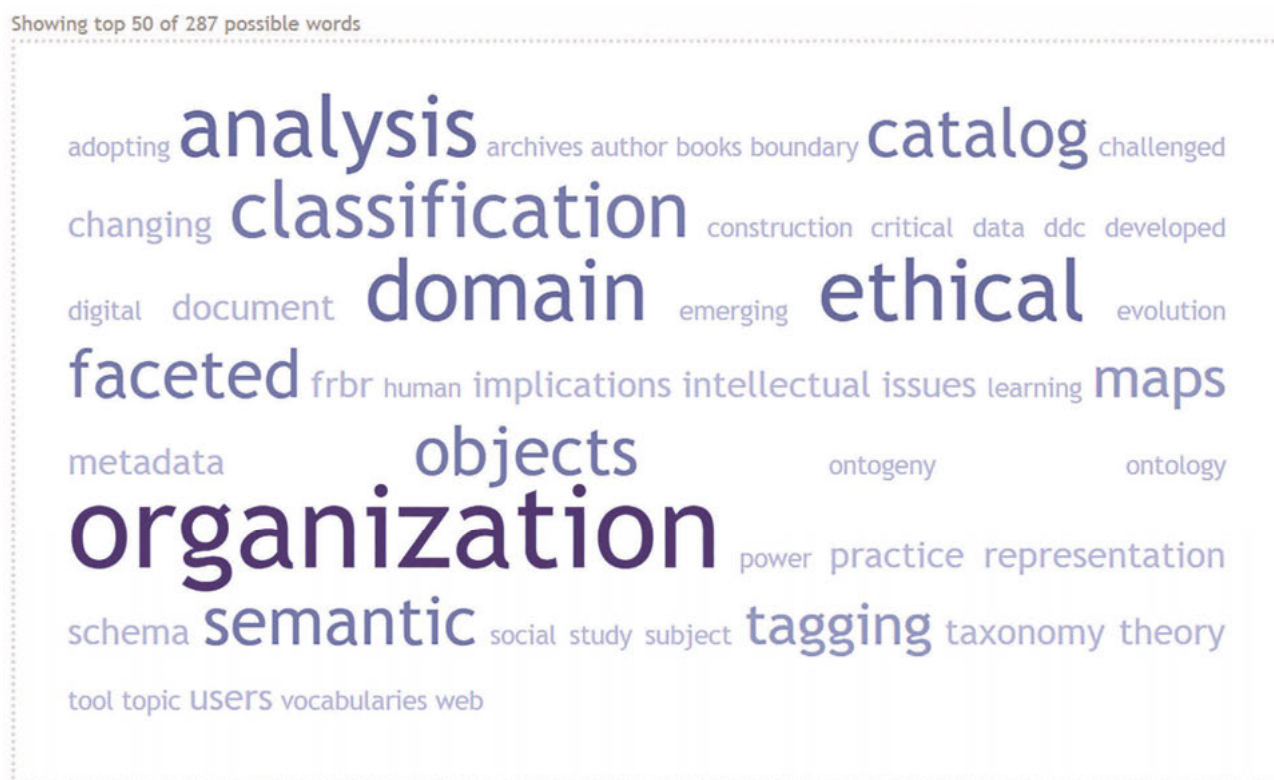 Showing top 50 of 287 possible words
adopting analysis archives author books boundary catalog challenged
changing classification construction critical data ddc developed
digital document domain emerging ethical evolution
faceted frbr human implications intellectual issues learning maps
metadata objects ontogeny ontology
organization power practice representation
schema semantic social study subject tagging taxonomy theory
tool topic users vocabularies web